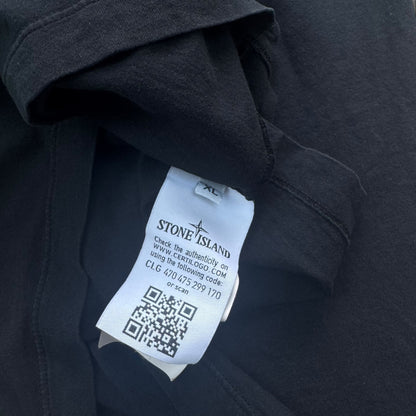 XL
STONE ISLAND
Check the authenticity on
WWW.CERTILOGO.COM
using the following code:
CLG 470 475 299 170
or scan